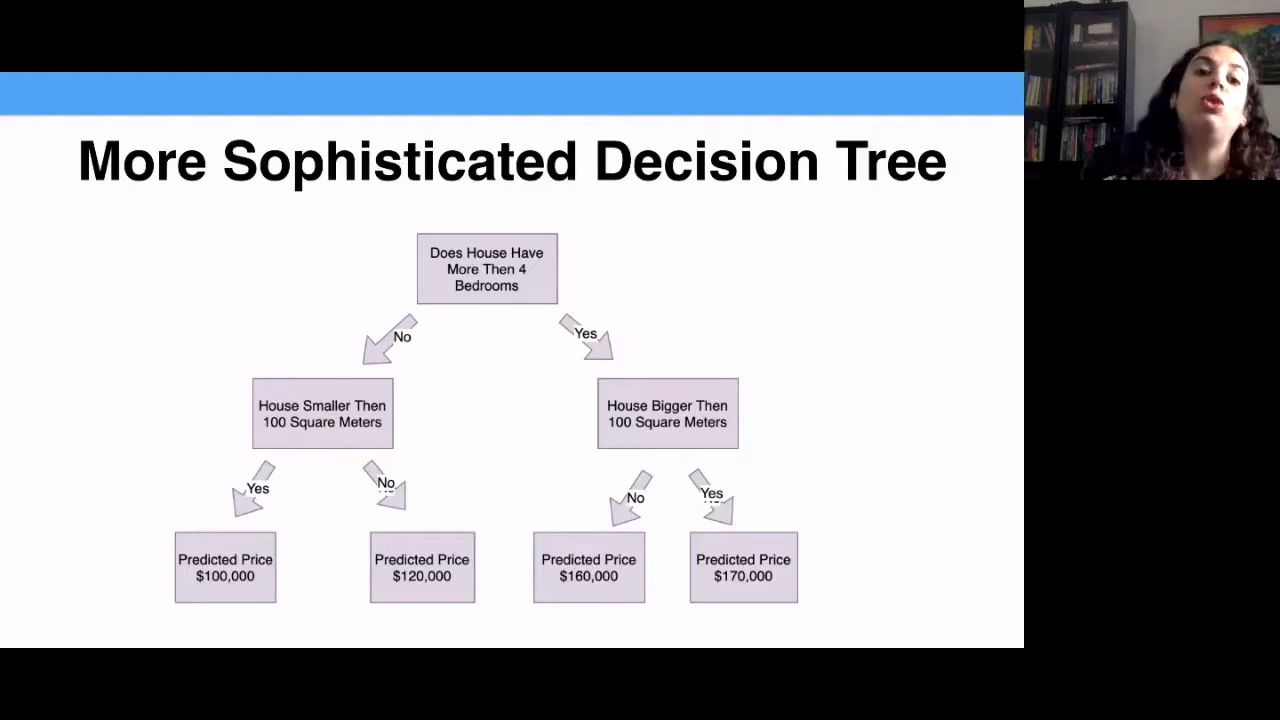 More Sophisticated Decision Tree
Does House Have
More Then 4
Bedrooms
No
Yes
House Smaller Then
100 Square Meters
House Bigger Then
100 Square Meters
Yes
No
No
Yes
Predicted Price
$100,000
Predicted Price
$120,000
Predicted Price
$160,000
Predicted Price
$170,000